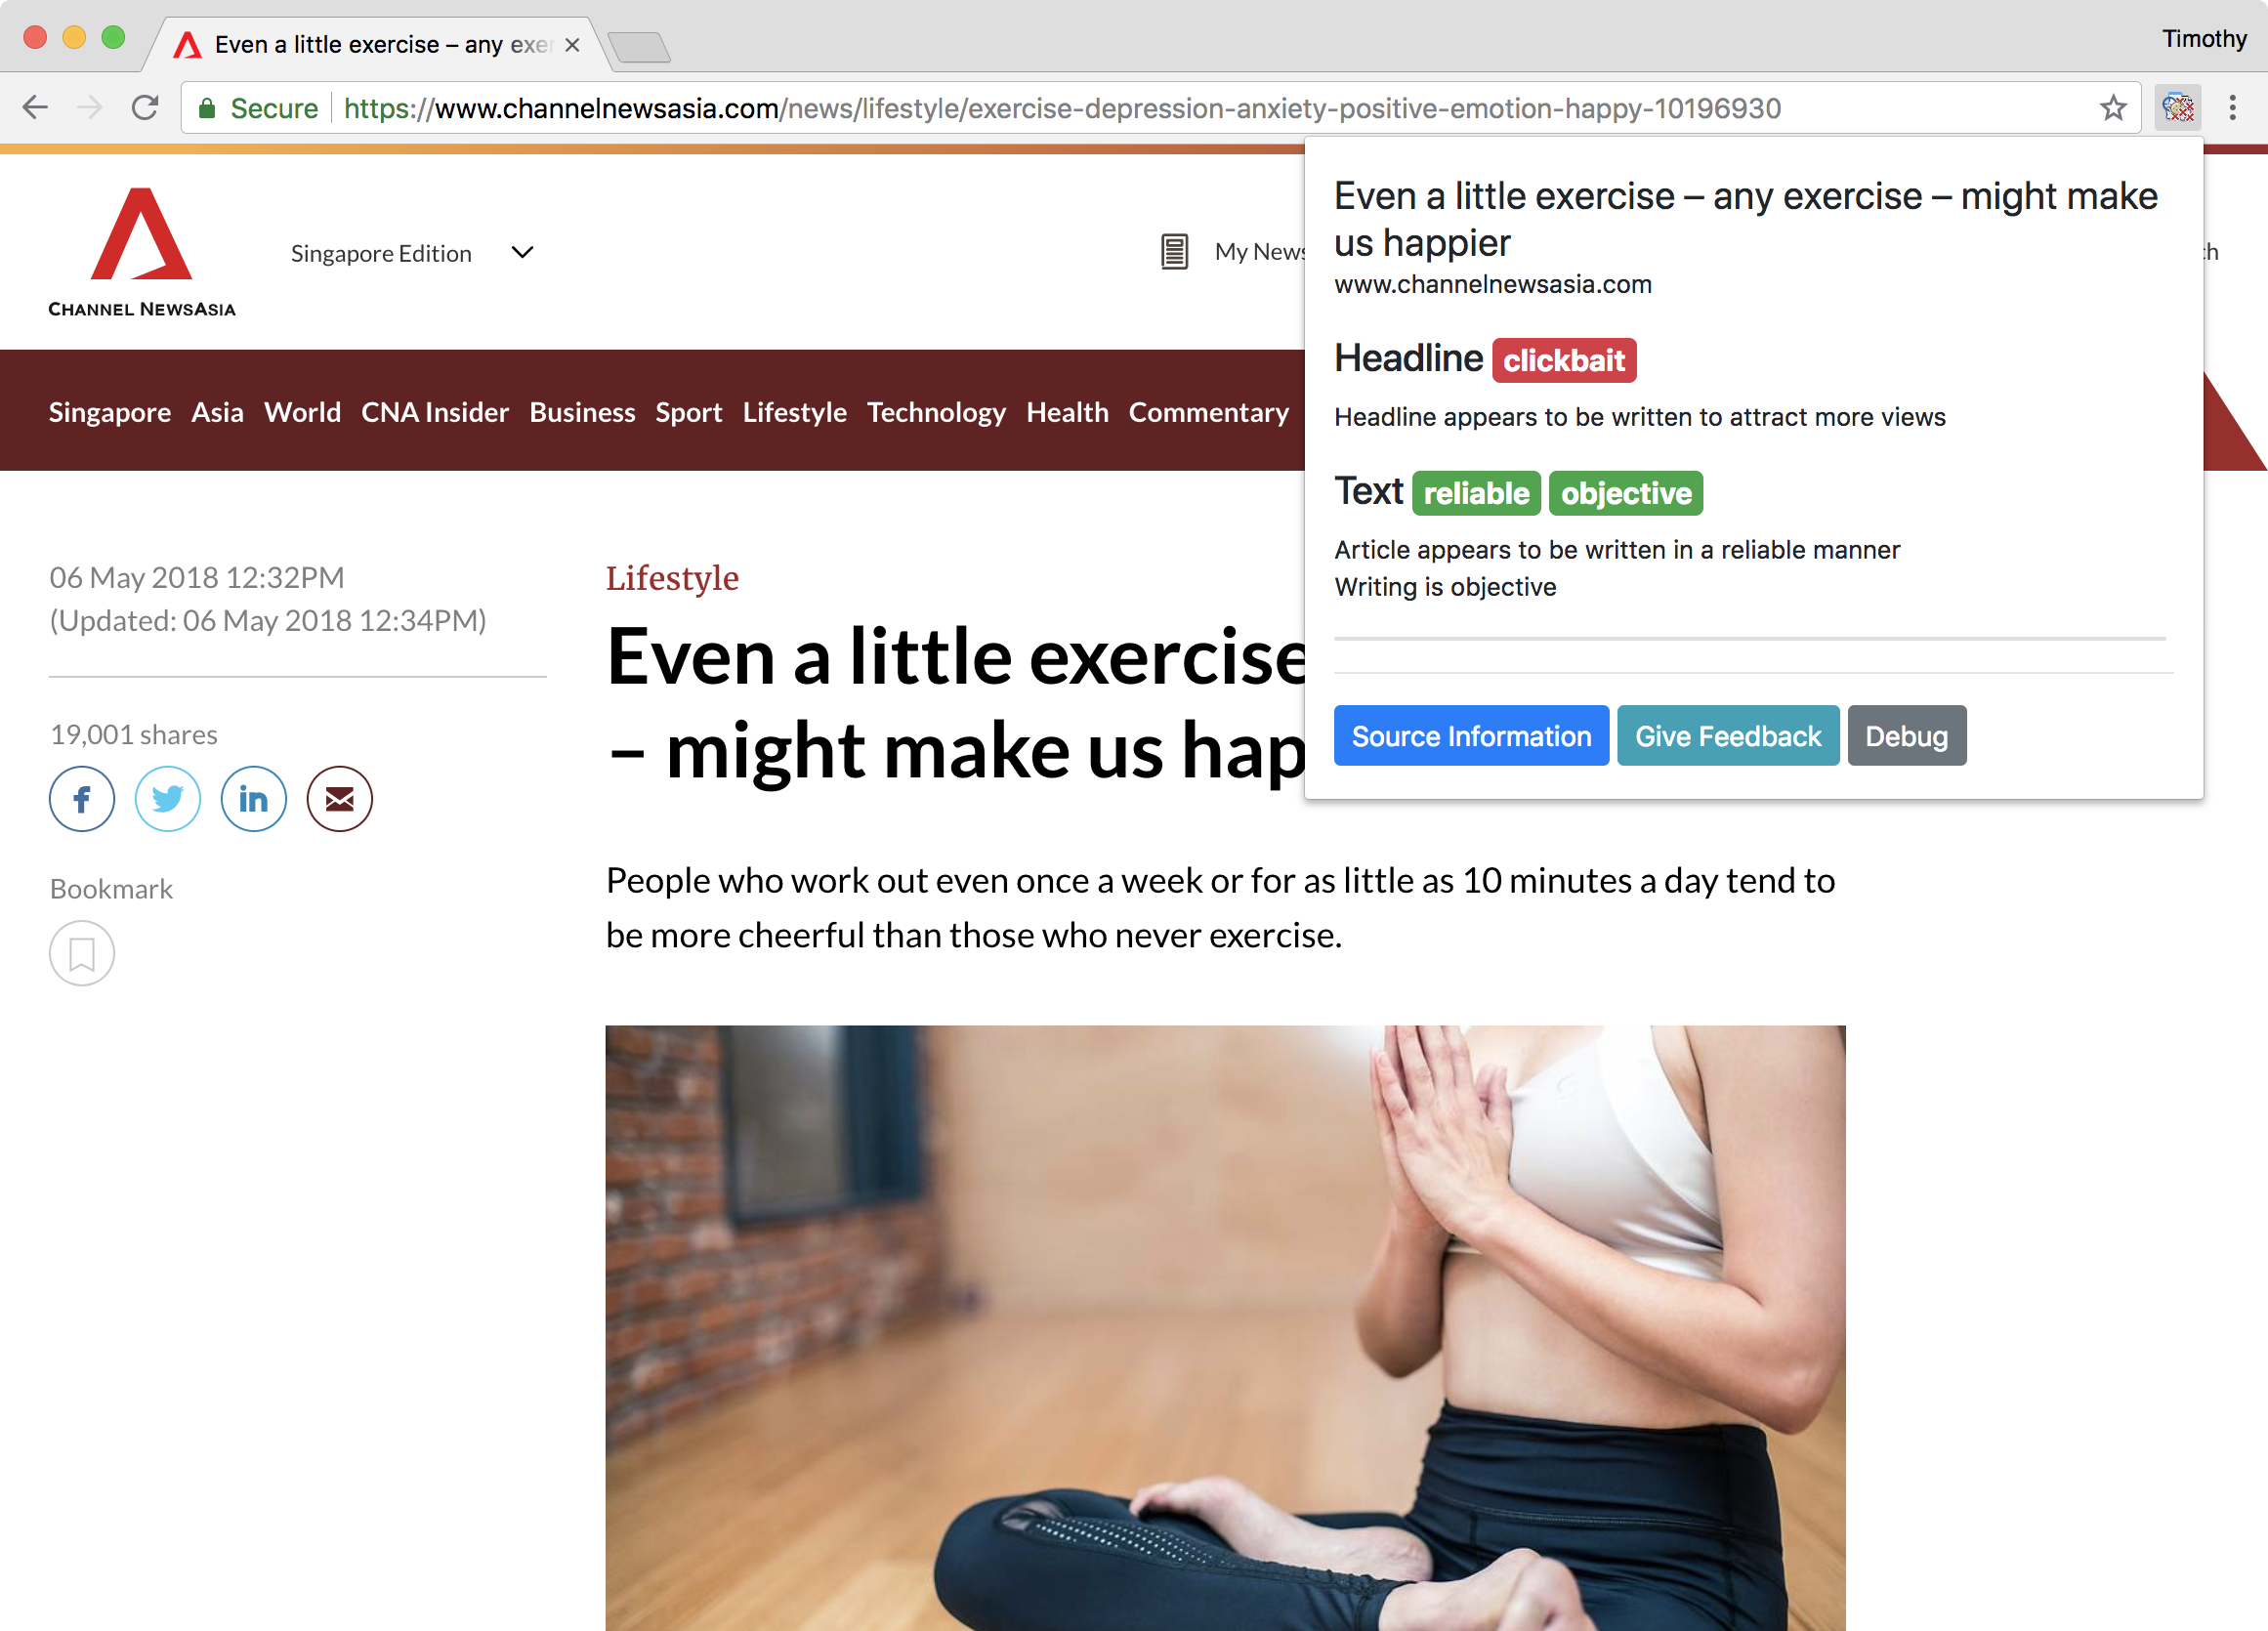 Even a little exercise – any exer
Timothy
Secure
https://www.channelnewsasia.com/news/lifestyle/exercise-depression-anxiety-positive-emotion-happy-10196930
CHANNEL NEWSASIA
Singapore Edition
My News
ch
Singapore Asia World CNA Insider Business Sport Lifestyle Technology Health Commentary
Even a little exercise – any exercise – might make
us happier
www.channelnewsasia.com
Headline clickbait
Headline appears to be written to attract more views
Text reliable objective
Article appears to be written in a reliable manner
Writing is objective
Source Information Give Feedback Debug
06 May 2018 12:32PM
(Updated: 06 May 2018 12:34PM)
19,001 shares
Bookmark
Lifestyle
Even a little exercise
– might make us hap
People who work out even once a week or for as little as 10 minutes a day tend to
be more cheerful than those who never exercise.